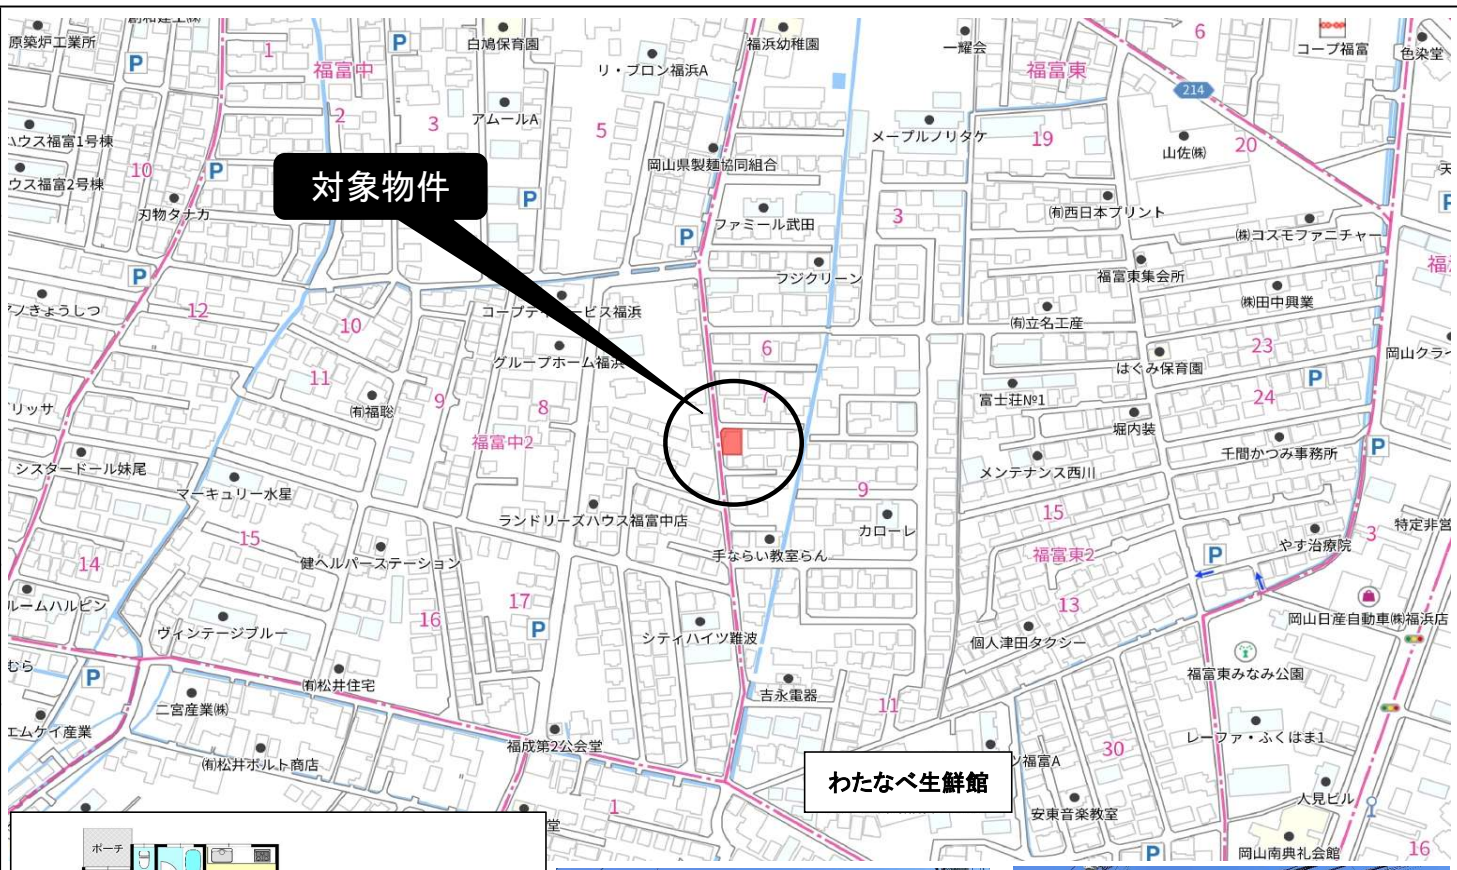 原築炉工業所
1
福富中
2
3
白鳩保育園
リ・ブロン福浜A
福浜幼稚園
一耀会
福富東
6
コープ福富
色染堂
214
アムールA
5
メープルノリタケ
19
山佐㈱
20
ハウス福富1号棟
10
ウス福富2号棟
刃物タナカ
対象物件
岡山県製麺協同組合
ファミール武田
3
㈲西日本プリント
㈱コスモファニチャー
フジクリーン
福富東集会所
㈱田中興業
12
10
コープデイサービス福浜
㈲立名工産
グループホーム福浜
6
はぐみ保育園
23
岡山クラ
11
㈲福聡
9
8
7
富士荘№1
24
堀内装
リッサ
福富中2
シスタードール妹尾
マーキュリー水星
メンテナンス西川
千間かつみ事務所
9
ランドリーズハウス福富中店
カローレ
15
15
手ならい教室らん
福富東2
やす治療院
3
特定非営
14
健ヘルパーステーション
ルームハルピン
16
17
13
岡山日産自動車㈱福浜店
ヴィンテージブルー
シティハイツ難波
個人津田タクシー
むら
㈲松井住宅
福富東みなみ公園
二宮産業㈱
吉永電器
11
エムケイ産業
福成第2公会堂
30
レーファ・ふくはま1
㈲松井ボルト商店
わたなべ生鮮館
ツ福富A
1
安東音楽教室
人見ビル
堂
ポーチ
岡山南典礼会館
16
P
P
P
P
P
P
P
P
P
P
P
P